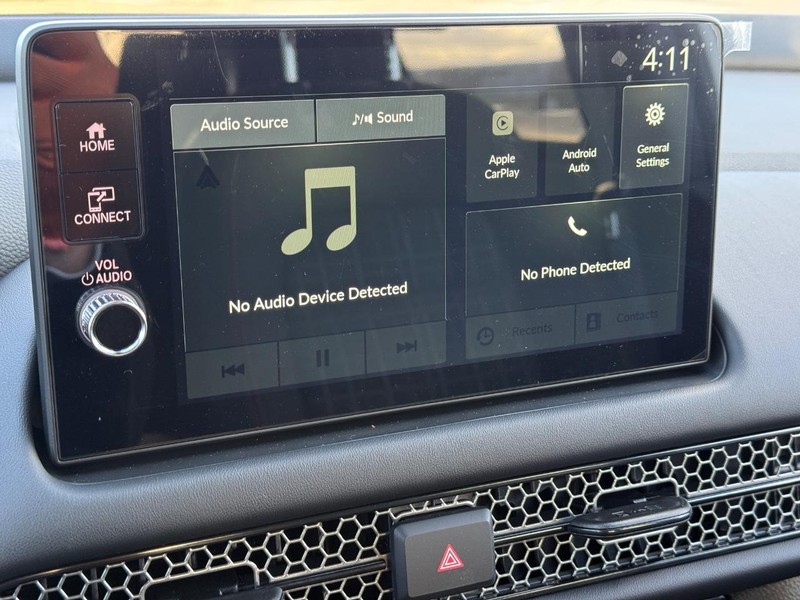 4:11
HOME
CONNECT
VOL
AUDIO
Audio Source
Sound
Apple
CarPlay
Android
Auto
General
Settings
No Audio Device Detected
No Phone Detected
Recents
Contacts